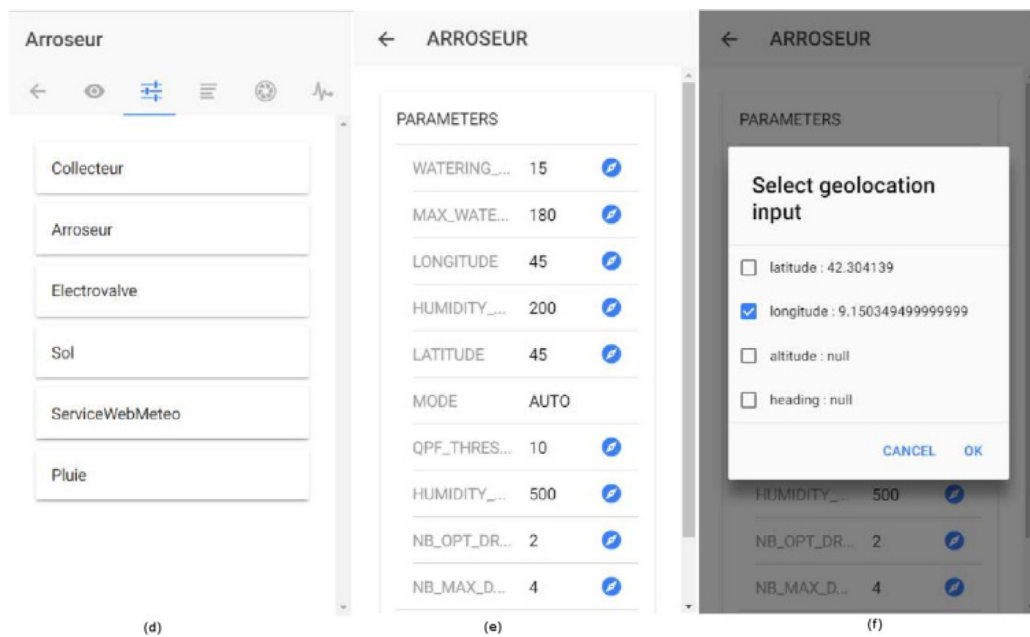 Arroseur
Collecteur
Arroseur
Electrovalve
Sol
ServiceWebMeteo
Pluie
(d)
ARROSEUR
PARAMETERS
WATERING_... 15
MAX_WATE... 180
LONGITUDE 45
HUMIDITY_... 200
LATITUDE 45
MODE AUTO
QPF_THRES... 10
HUMIDITY_... 500
NB_OPT_DR... 2
NB_MAX_D... 4
(e)
ARROSEUR
PARAMETERS
Select geolocation
input
latitude : 42.304139
longitude : 9.150349499999999
altitude : null
heading : null
CANCEL OK
HUMIDITY_... 500
NB_OPT_DR... 2
NB_MAX_D... 4
(f)